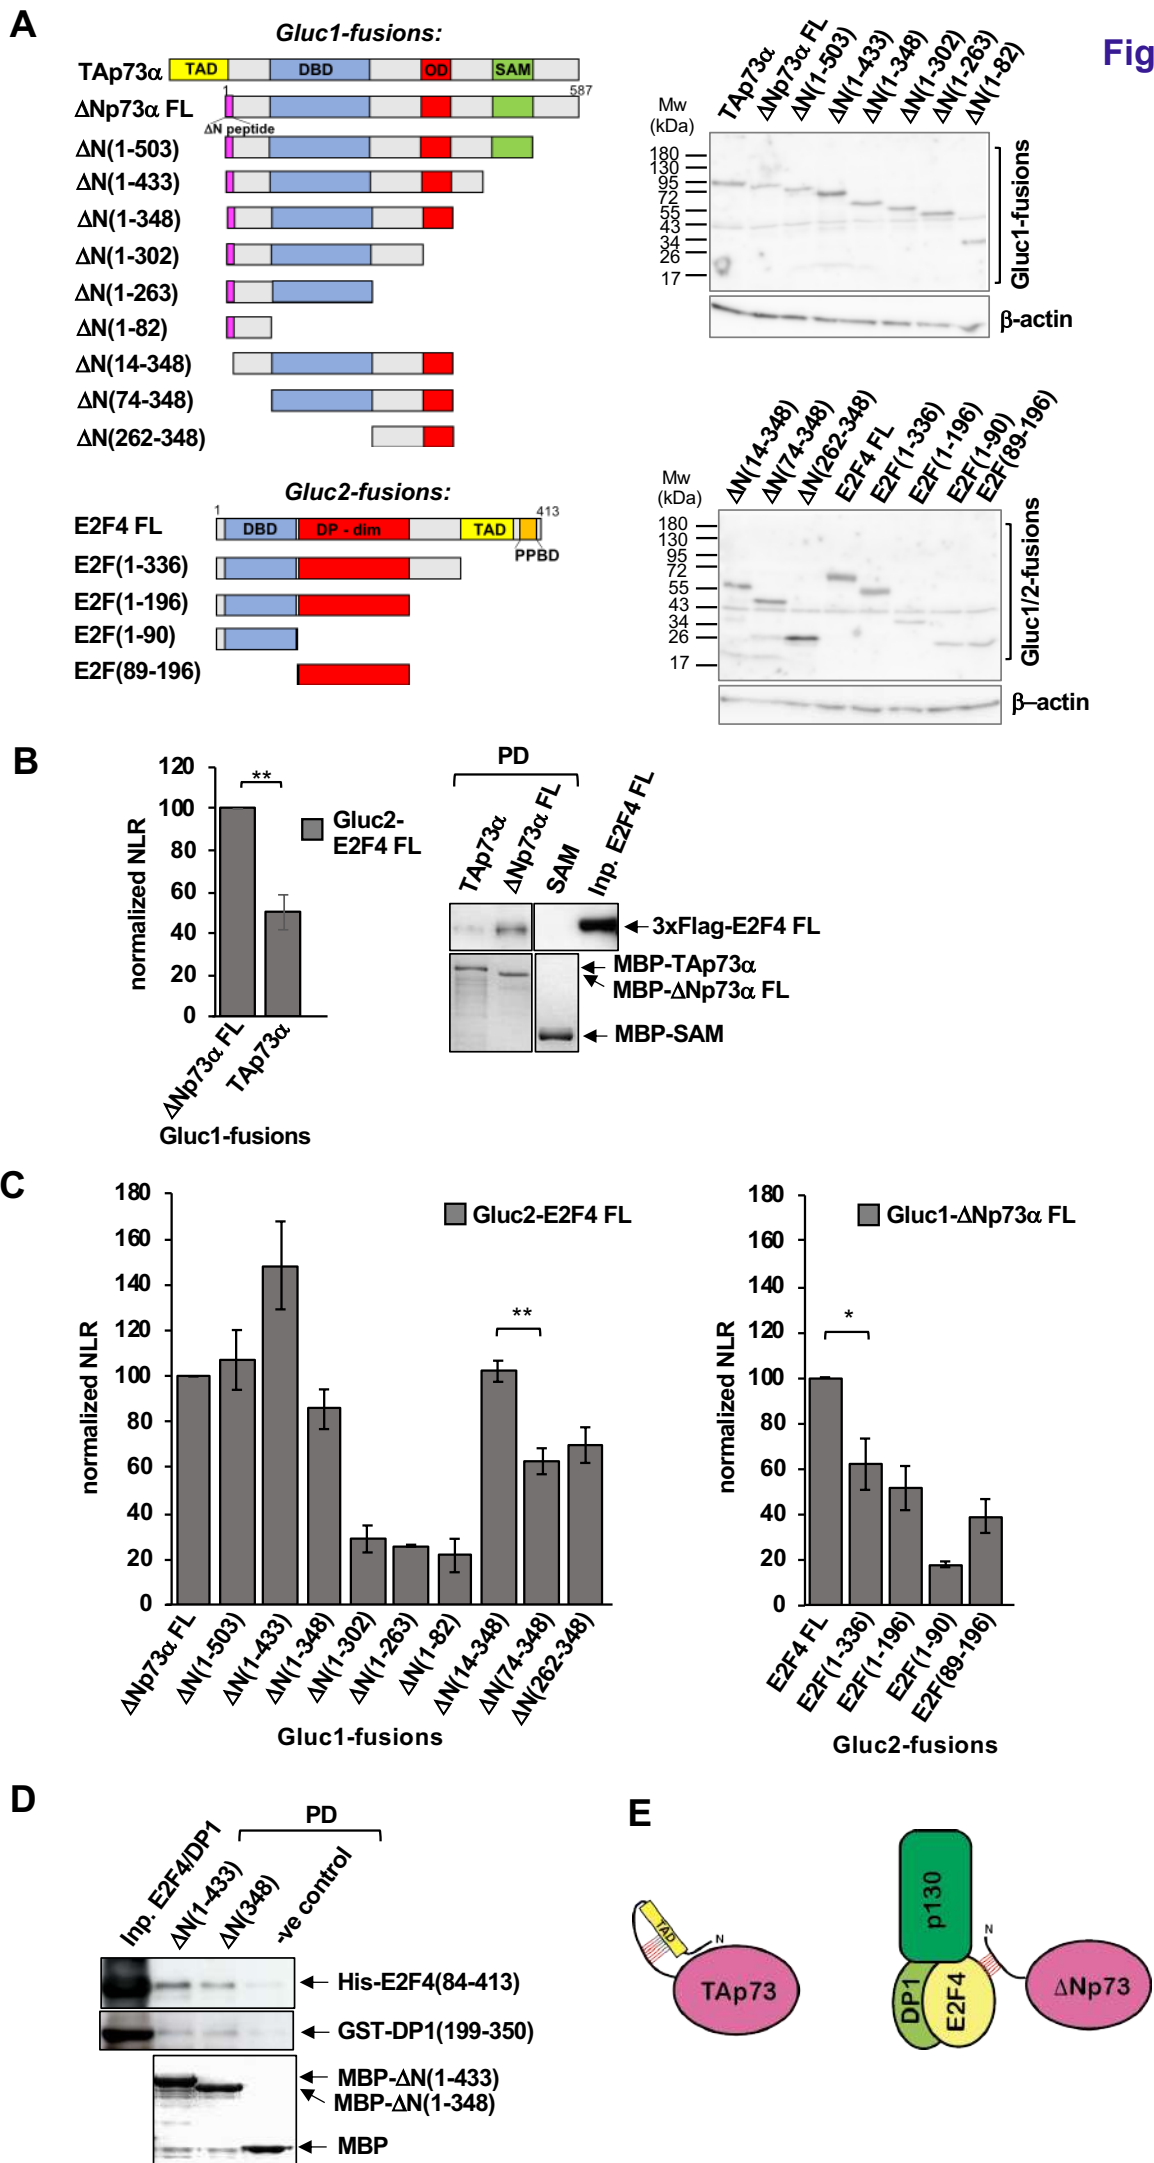 A
Fig
Gluc1-fusions:
TAp73α
TAD
DBD
OD
SAM
1
587
ΔNp73α FL
ΔN peptide
ΔN(1-503)
ΔN(1-433)
ΔN(1-348)
ΔN(1-302)
ΔN(1-263)
ΔN(1-82)
ΔN(14-348)
ΔN(74-348)
ΔN(262-348)
TAp73α
ΔNp73α FL
ΔN(1-503)
ΔN(1-433)
ΔN(1-348)
ΔN(1-302)
ΔN(1-263)
ΔN(1-82)
Mw
(kDa)
180
130
95
72
55
43
34
26
17
Gluc1-fusions
β-actin
Gluc2-fusions:
1
413
E2F4 FL
DBD
DP - dim
TAD
PPBD
E2F(1-336)
E2F(1-196)
E2F(1-90)
E2F(89-196)
ΔN(14-348)
ΔN(74-348)
ΔN(262-348)
E2F4 FL
E2F(1-336)
E2F(1-196)
E2F(1-90)
E2F(89-196)
Mw
(kDa)
180
130
95
72
55
43
34
26
17
Gluc1/2-fusions
β–actin
B
normalized NLR
120
100
80
60
40
20
0
**
Gluc2-
E2F4 FL
ΔNp73α FL
TAp73α
Gluc1-fusions
PD
TAp73α
ΔNp73α FL
SAM
Inp. E2F4 FL
3xFlag-E2F4 FL
MBP-TAp73α
MBP-ΔNp73α FL
MBP-SAM
C
normalized NLR
180
160
140
120
100
80
60
40
20
0
Gluc2-E2F4 FL
**
ΔNp73α FL
ΔN(1-503)
ΔN(1-433)
ΔN(1-348)
ΔN(1-302)
ΔN(1-263)
ΔN(1-82)
ΔN(14-348)
ΔN(74-348)
ΔN(262-348)
Gluc1-fusions
normalized NLR
180
160
140
120
100
80
60
40
20
0
Gluc1-ΔNp73α FL
*
E2F4 FL
E2F(1-336)
E2F(1-196)
E2F(1-90)
E2F(89-196)
Gluc2-fusions
D
PD
Inp. E2F4/DP1
ΔN(1-433)
ΔN(348)
-ve control
His-E2F4(84-413)
GST-DP1(199-350)
MBP-ΔN(1-433)
MBP-ΔN(1-348)
MBP
E
TAD
N
TAp73
p130
DP1
E2F4
N
ΔNp73